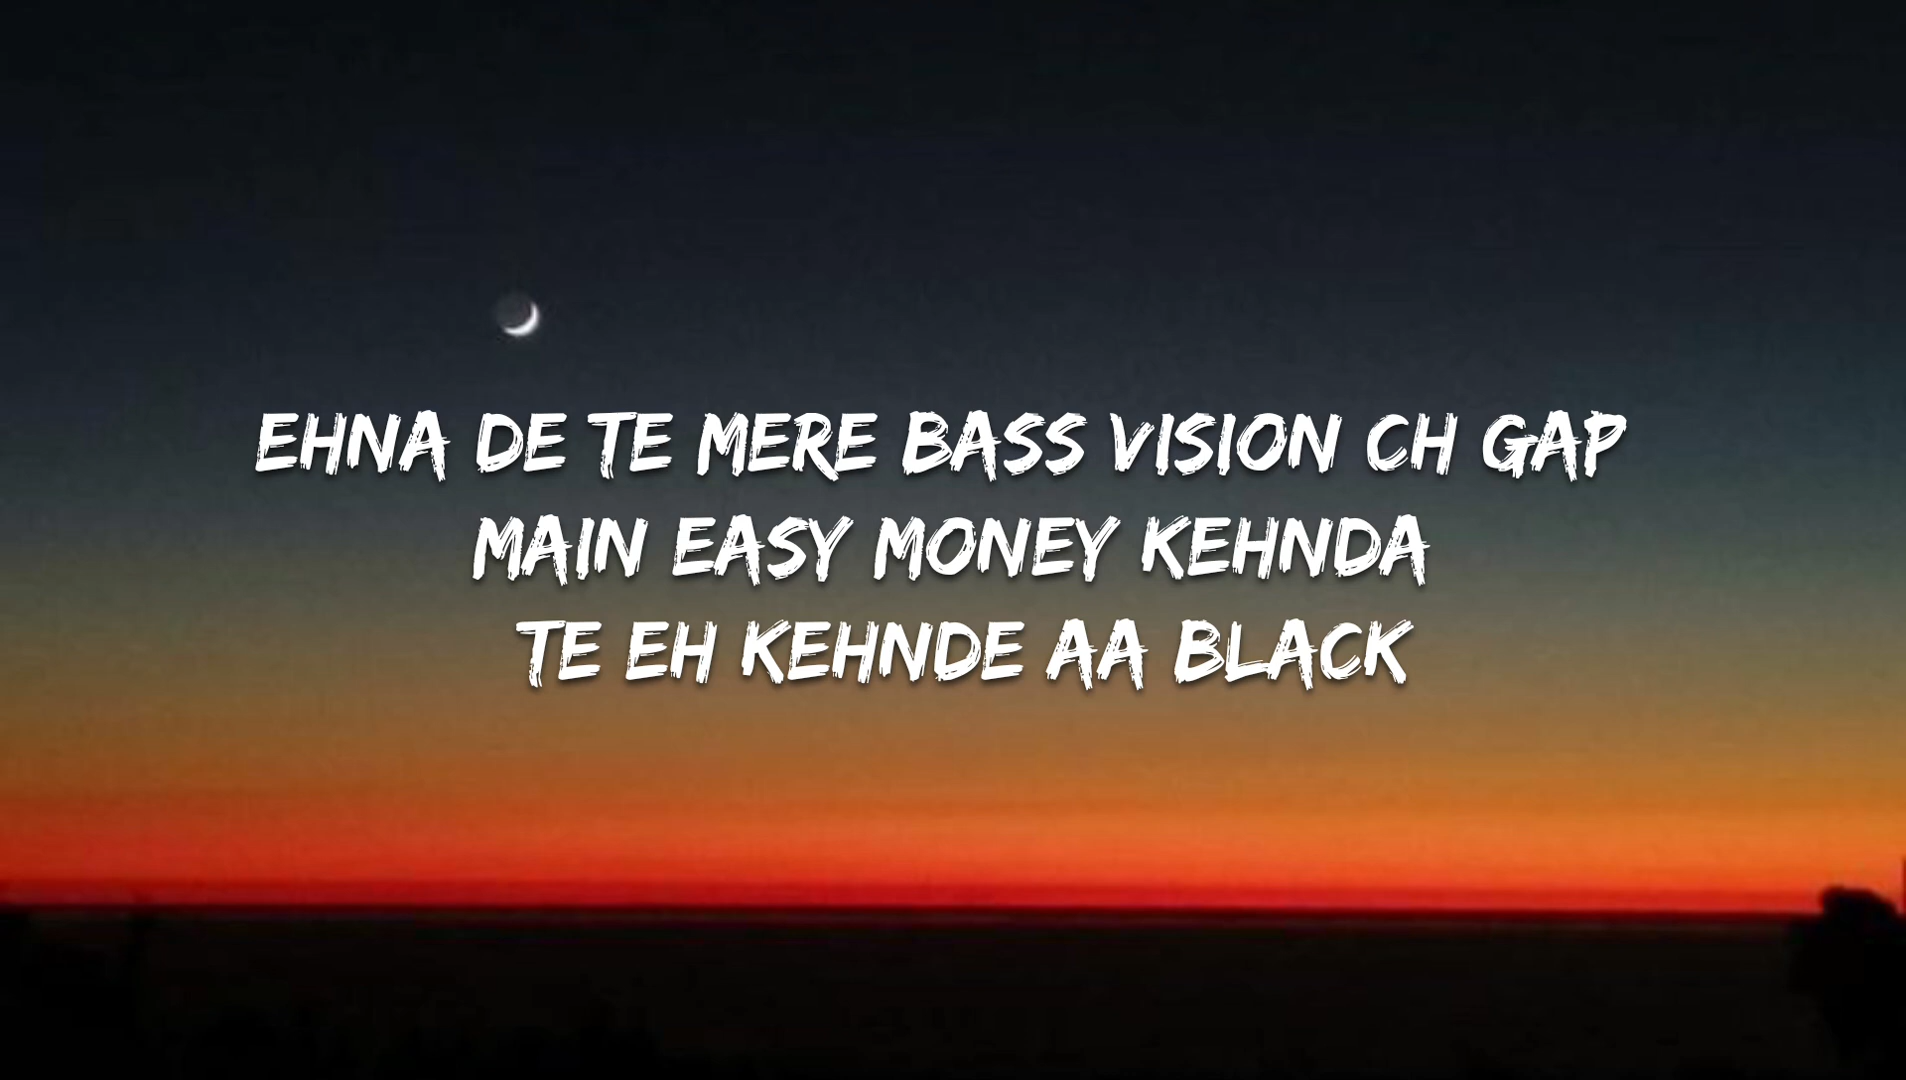 EHNA DE TE MERE BASS VISION CH GAP
MAIN EASY MONEY KEHNDA
TE EH KEHNDE AA BLACK